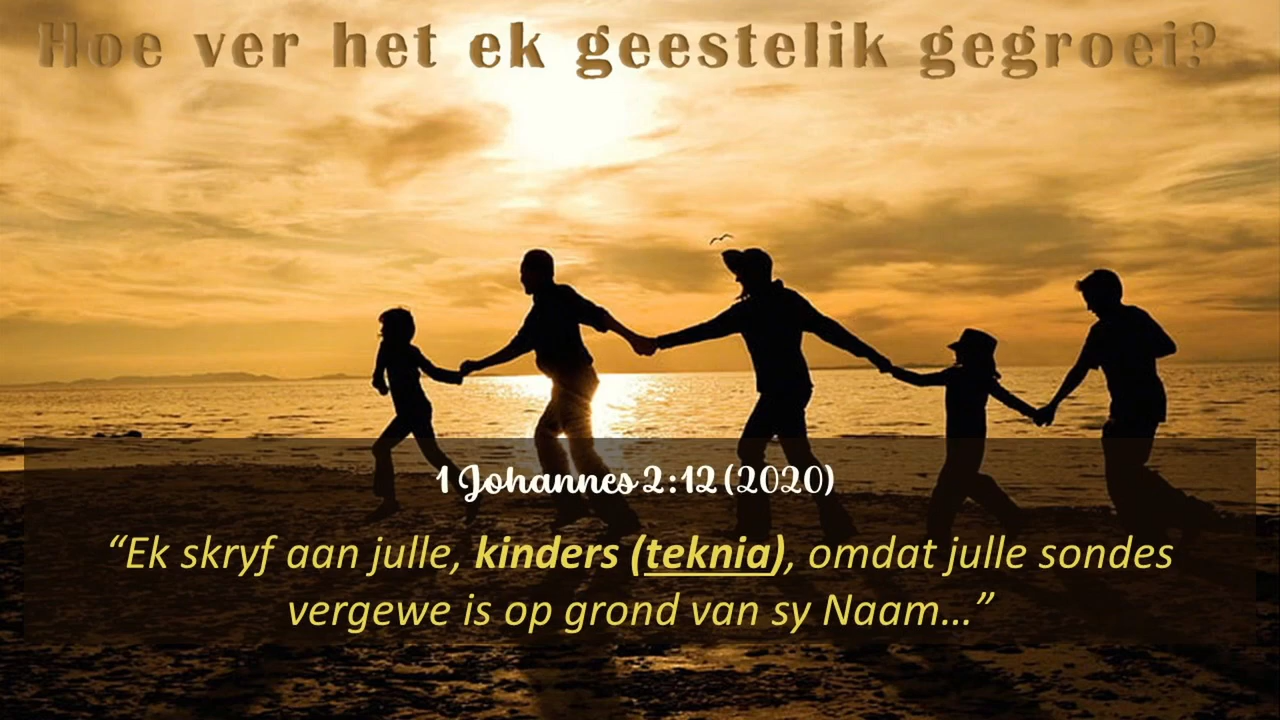 Hoe ver het ek geestelik gegroei?
1 Johannes 2:12 (2020)
“Ek skryf aan julle, kinders (teknia), omdat julle sondes
vergewe is op grond van sy Naam…”